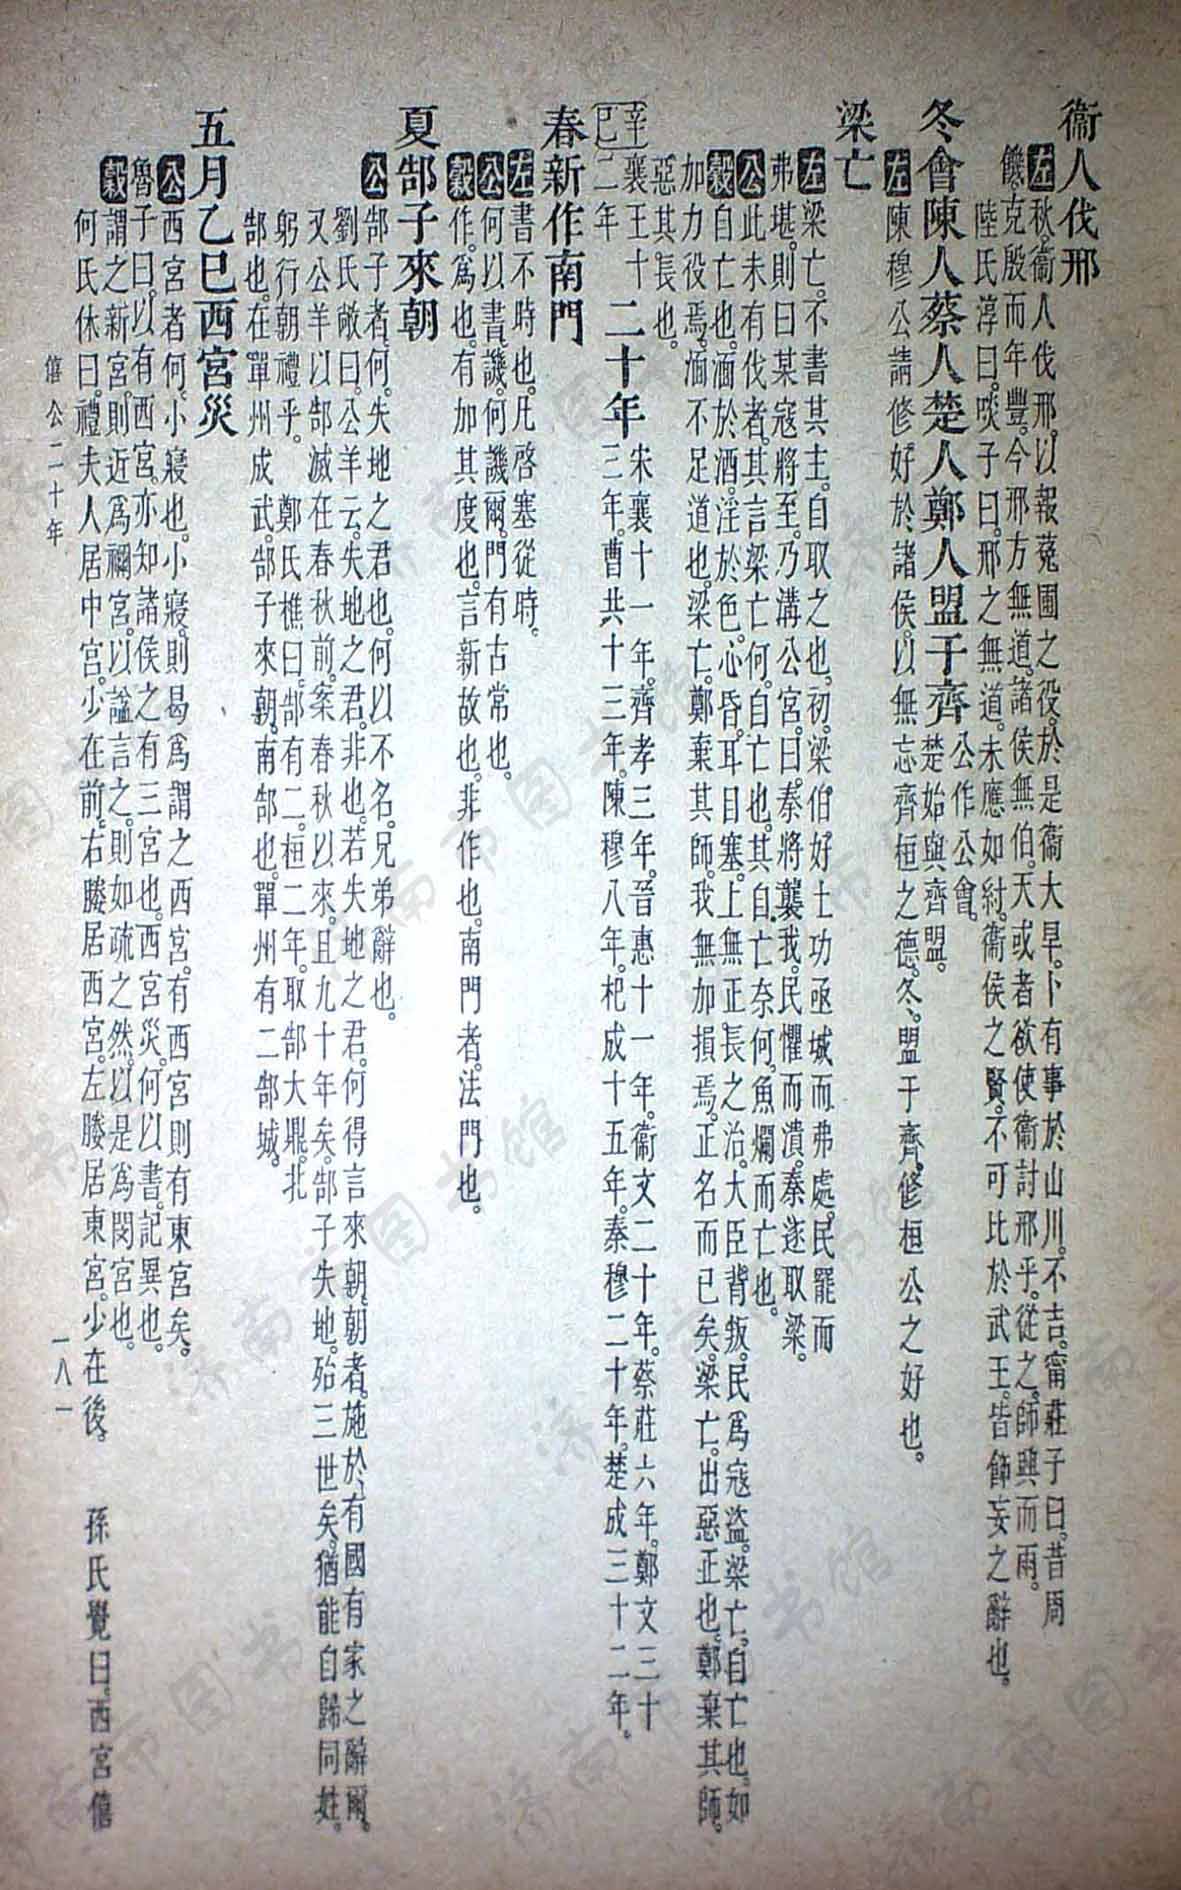 衞人伐邢
左秋。衞人伐邢。以報菟圃之役。於是衞大旱。卜有事於山川。不吉。甯莊子曰。昔周
饑。克殷而年豐。今邢方無道。諸侯無伯。天或者欲使衞討邢乎。從之。師興而雨。
陸氏淳曰。啖子曰。邢之無道。未應如紂。衞侯之賢。不可比於武王。皆飾妄之辭也。
冬會陳人蔡人楚人鄭人盟于齊 公作公會。楚始與齊盟。
左陳穆公請修好於諸侯。以無忘齊桓之德。冬、盟于齊。修桓公之好也。
梁亡
左梁亡。不書其主。自取之也。初。梁伯好土功。亟城而弗處。民罷而
弗堪。則曰某寇將至。乃溝公宮。曰。秦將襲我。民懼而潰。秦遂取梁。
公此未有伐者。其言梁亡何。自亡也。其自亡奈何。魚爛而亡也。
穀自亡也。湎於酒。淫於色。心昏。耳目塞。上無正長之治。大臣背叛。民爲寇盜。梁亡。自亡也。如
加力役焉。湎不足道也。梁亡。鄭棄其師。我無加損焉。正名而已矣。梁亡。出惡正也。鄭棄其師。
惡其長也。
辛巳 襄王十二年 二十年 宋襄十一年。齊孝三年。晉惠十一年。衞文二十年。蔡莊六年。鄭文三十
三年。曹共十三年。陳穆八年。杞成十五年。秦穆二十年。楚成三十二年。
春新作南門
左書不時也。凡啓塞從時。
公何以書。譏。何譏爾。門有古常也。
穀作。爲也。有加其度也。言新故也。非作也。南門者。法門也。
夏郜子來朝
公郜子者。何。失地之君也。何以不名。兄弟辭也。
劉氏敞曰。公羊云。失地之君。非也。若失地之君。何得言來朝。朝者。施於有國有家之辭爾。
又公羊以郜滅在春秋前。案春秋以來。且九十年矣。郜子失地。殆三世矣。猶能自歸同姓。
躬行朝禮乎。 鄭氏樵曰。郜有二。桓二年。取郜大鼎。北
郜也。在單州成武。郜子來朝。南郜也。單州有二郜城。
五月乙巳西宮災
公西宮者何。小寢也。小寢。則曷爲謂之西宮。有西宮則有東宮矣。
魯子曰。以有西宮。亦知諸侯之有三宮也。西宮災。何以書。記異也。
穀謂之新宮。則近爲禰宮。以謚言之。則如疏之然。以是爲閔宮也。
何氏休曰。禮夫人居中宮。少在前。右媵居西宮。左媵居東宮。少在後。 孫氏覺曰。西宮僖
僖公二十年
一八一